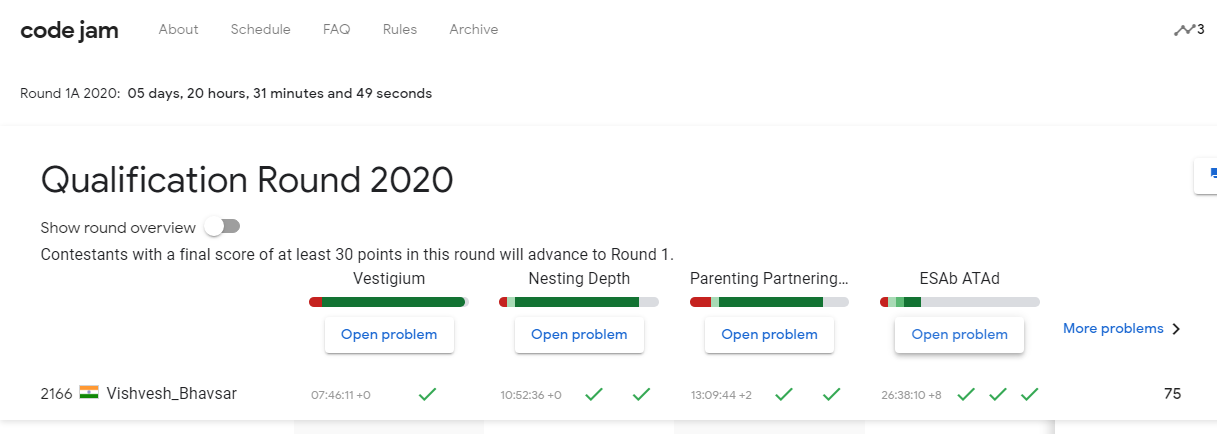 code jam About Schedule FAQ Rules Archive 3
Round 1A 2020: 05 days, 20 hours, 31 minutes and 49 seconds
Qualification Round 2020
Show round overview
Contestants with a final score of at least 30 points in this round will advance to Round 1.
Vestigium Nesting Depth Parenting Partnering... ESAb ATAd
Open problem Open problem Open problem Open problem More problems
2166 Vishvesh_Bhavsar 07:46:11 +0 10:52:36 +0 13:09:44 +2 26:38:10 +8 75